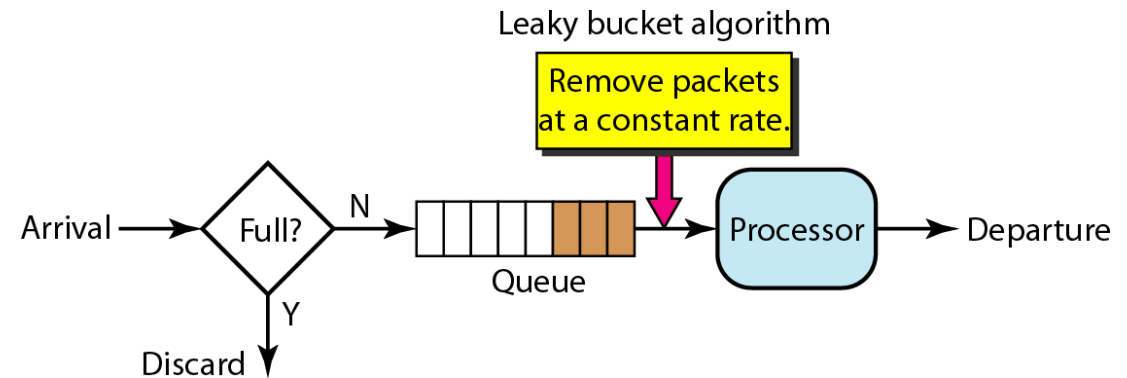 Leaky bucket algorithm
Remove packets
at a constant rate.
Arrival
Full?
N
Queue
Processor
Departure
Y
Discard